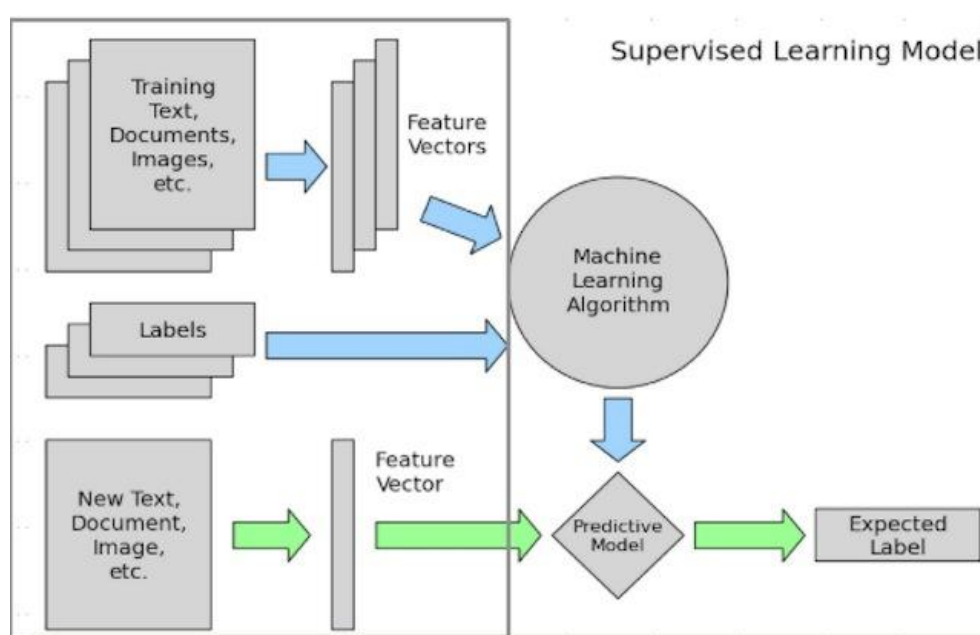 Supervised Learning Model
Training
Text,
Documents,
Images,
etc.
Feature
Vectors
Machine
Learning
Algorithm
Labels
New Text,
Document,
Image,
etc.
Feature
Vector
Predictive
Model
Expected
Label